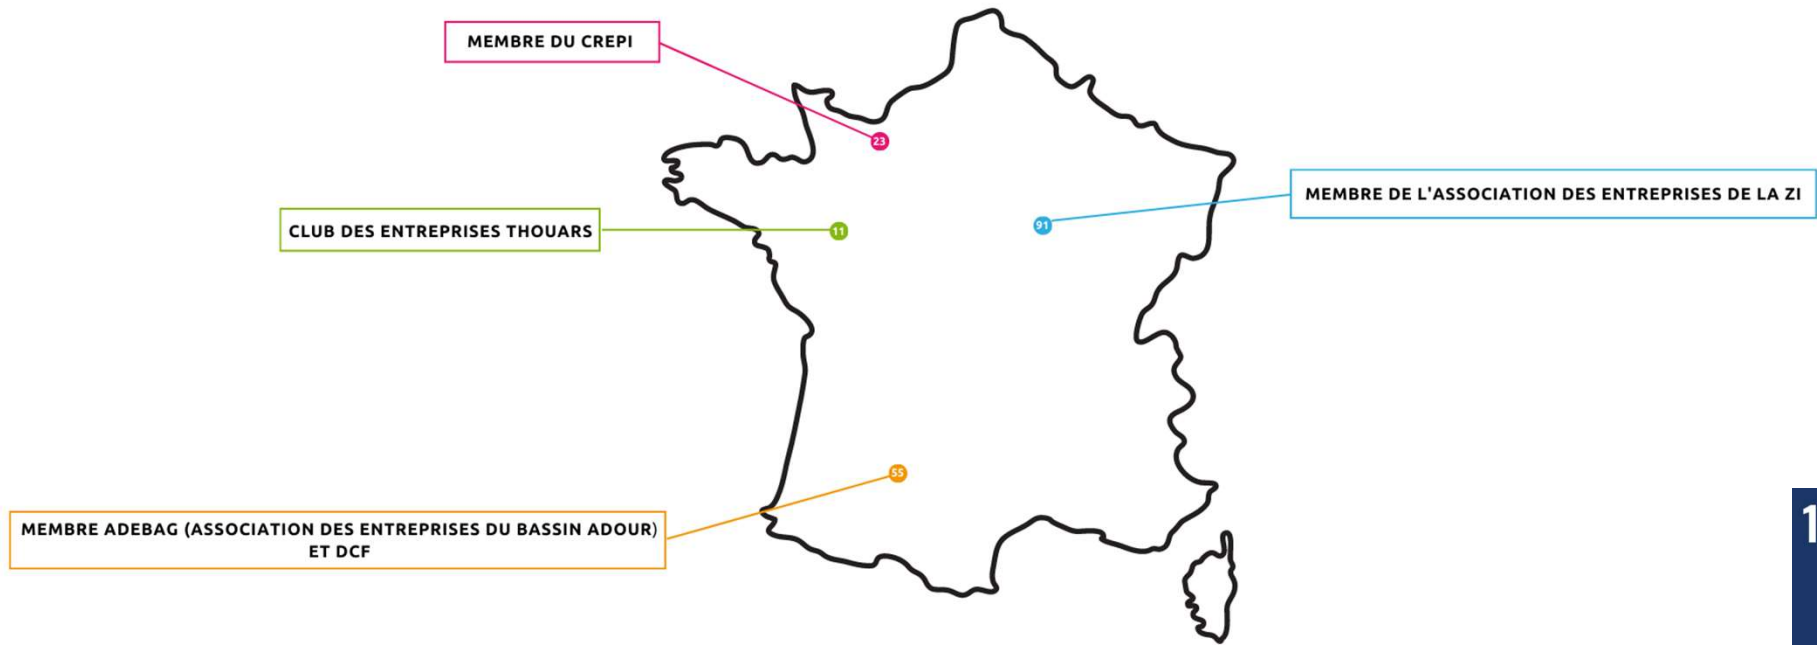 MEMBRE DU CREPI
23
MEMBRE DE L'ASSOCIATION DES ENTREPRISES DE LA ZI
91
CLUB DES ENTREPRISES THOUARS
11
55
MEMBRE ADEBAG (ASSOCIATION DES ENTREPRISES DU BASSIN ADOUR)
ET DCF